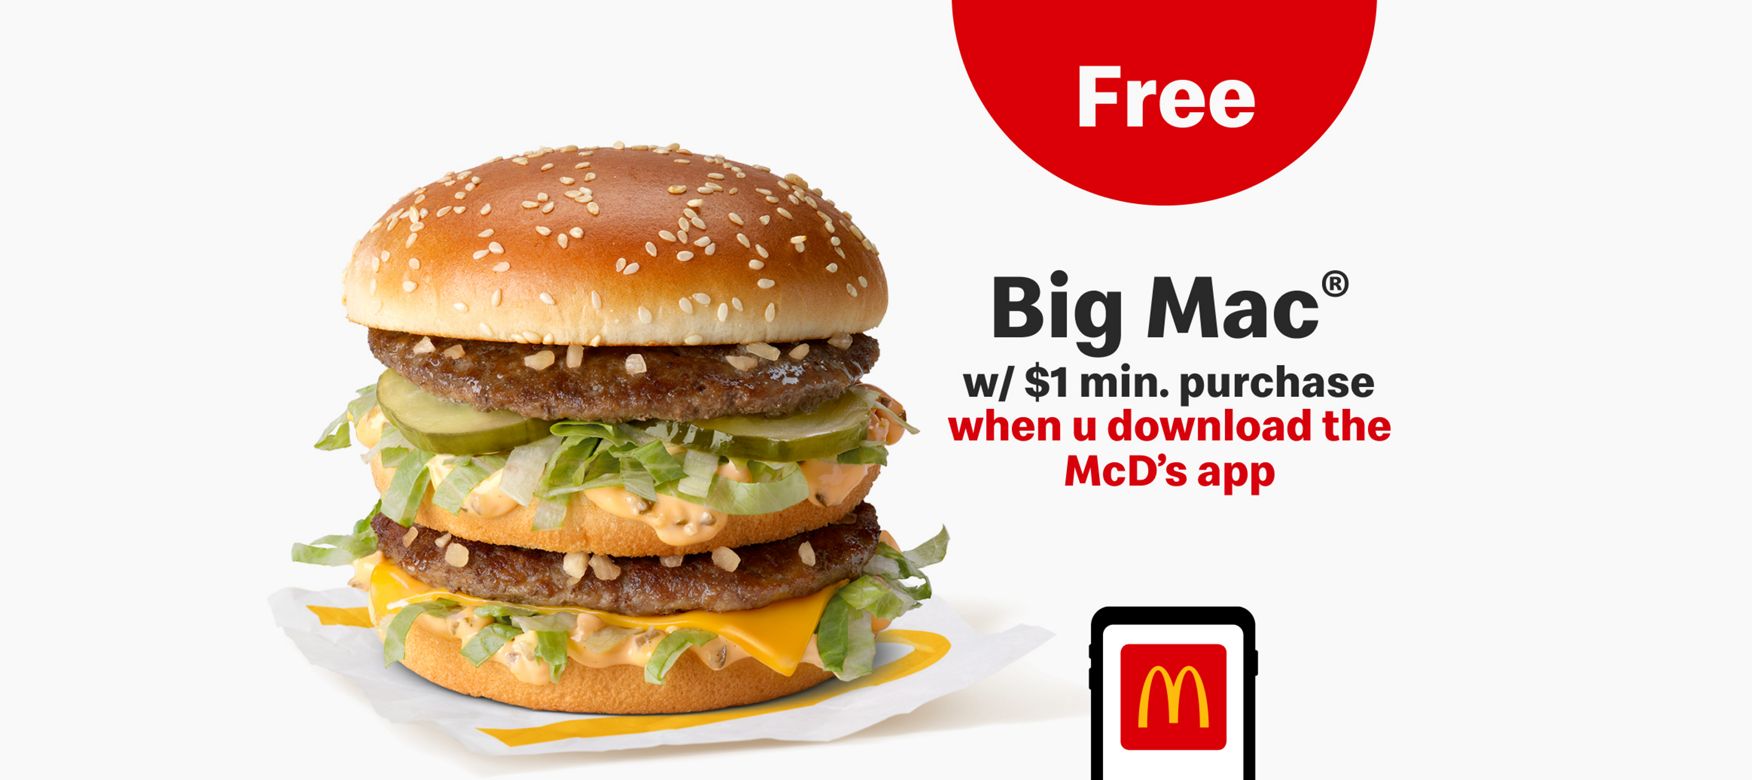 Free
Big Mac®
w/ $1 min. purchase
when u download the
McD's app